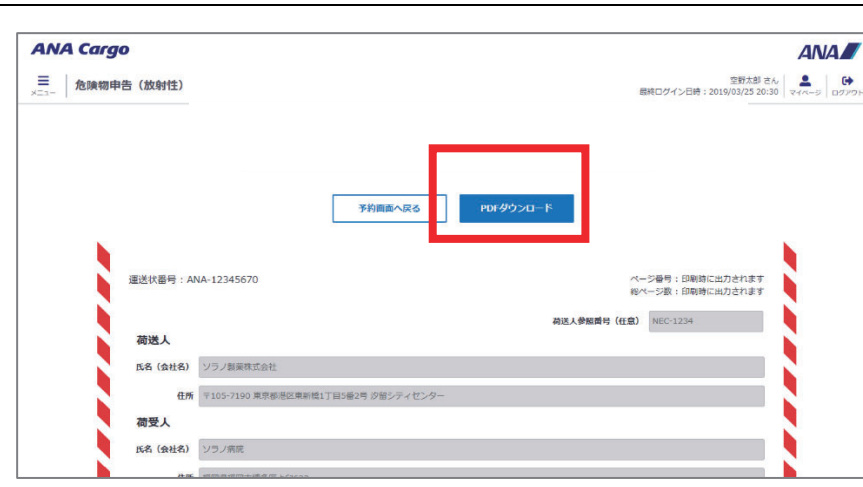 ANA Cargo
ANA
メニュー
危険物申告（放射性）
空野太郎 さん
最終ログイン日時：2019/03/25 20:30
マイページ
ログアウト
予約画面へ戻る
PDFダウンロード
運送状番号：ANA-12345670
ページ番号：印刷時に出力されます
総ページ数：印刷時に出力されます
荷送人参照番号（任意） NEC-1234
荷送人
氏名（会社名） ソラノ製薬株式会社
住所 〒105-7190 東京都港区東新橋1丁目5番2号 汐留シティセンター
荷受人
氏名（会社名） ソラノ病院
住所